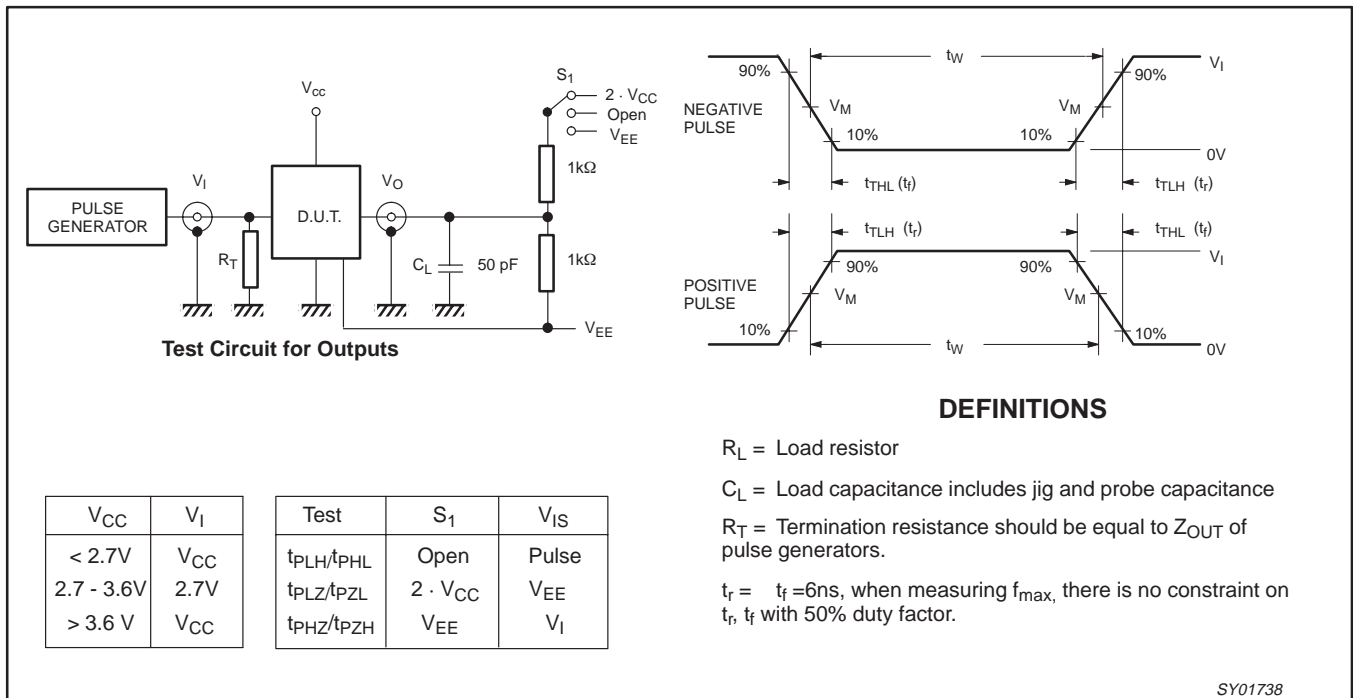 S1
2 · VCC
Open
VEE
Vcc
1kΩ
VI
VO
PULSE
GENERATOR
D.U.T.
RT
CL
50 pF
1kΩ
VEE
Test Circuit for Outputs
tW
90%
90%
VI
NEGATIVE
PULSE
VM
VM
10%
10%
0V
tTHL (tf)
tTLH (tr)
tTLH (tr)
tTHL (tf)
VI
90%
90%
POSITIVE
PULSE
VM
VM
10%
10%
tW
0V
DEFINITIONS
RL = Load resistor
CL = Load capacitance includes jig and probe capacitance
RT = Termination resistance should be equal to ZOUT of
pulse generators.
tr = tf =6ns, when measuring fmax, there is no constraint on
tr, tf with 50% duty factor.
VCC VI
< 2.7V VCC
2.7 - 3.6V 2.7V
> 3.6 V VCC
Test S1 VIS
tPLH/tPHL Open Pulse
tPLZ/tPZL 2 · VCC VEE
tPHZ/tPZH VEE VI
SY01738